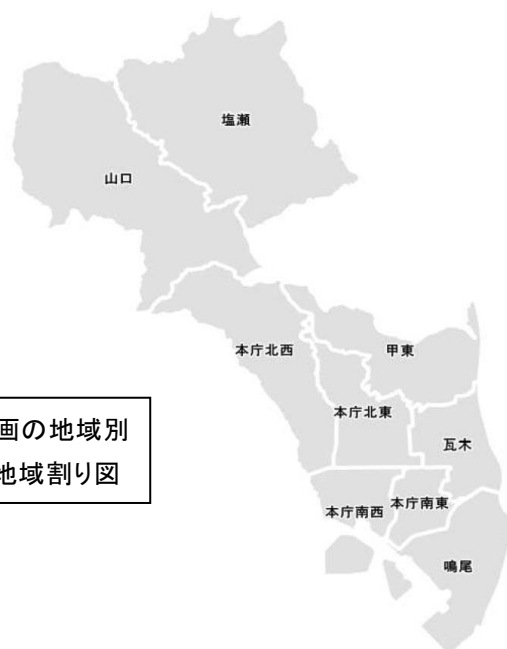 塩瀬
山口
本庁北西
甲東
本庁北東
画の地域別
地域割り図
瓦木
本庁南西
本庁南東
鳴尾